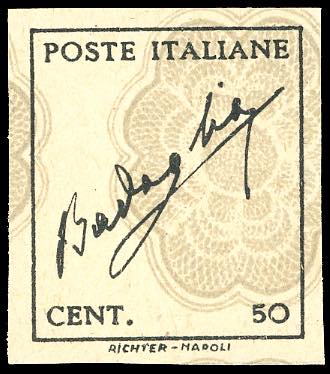 POSTE ITALIANE
Badoglio
CENT. 50
RICHTER-NAPOLI